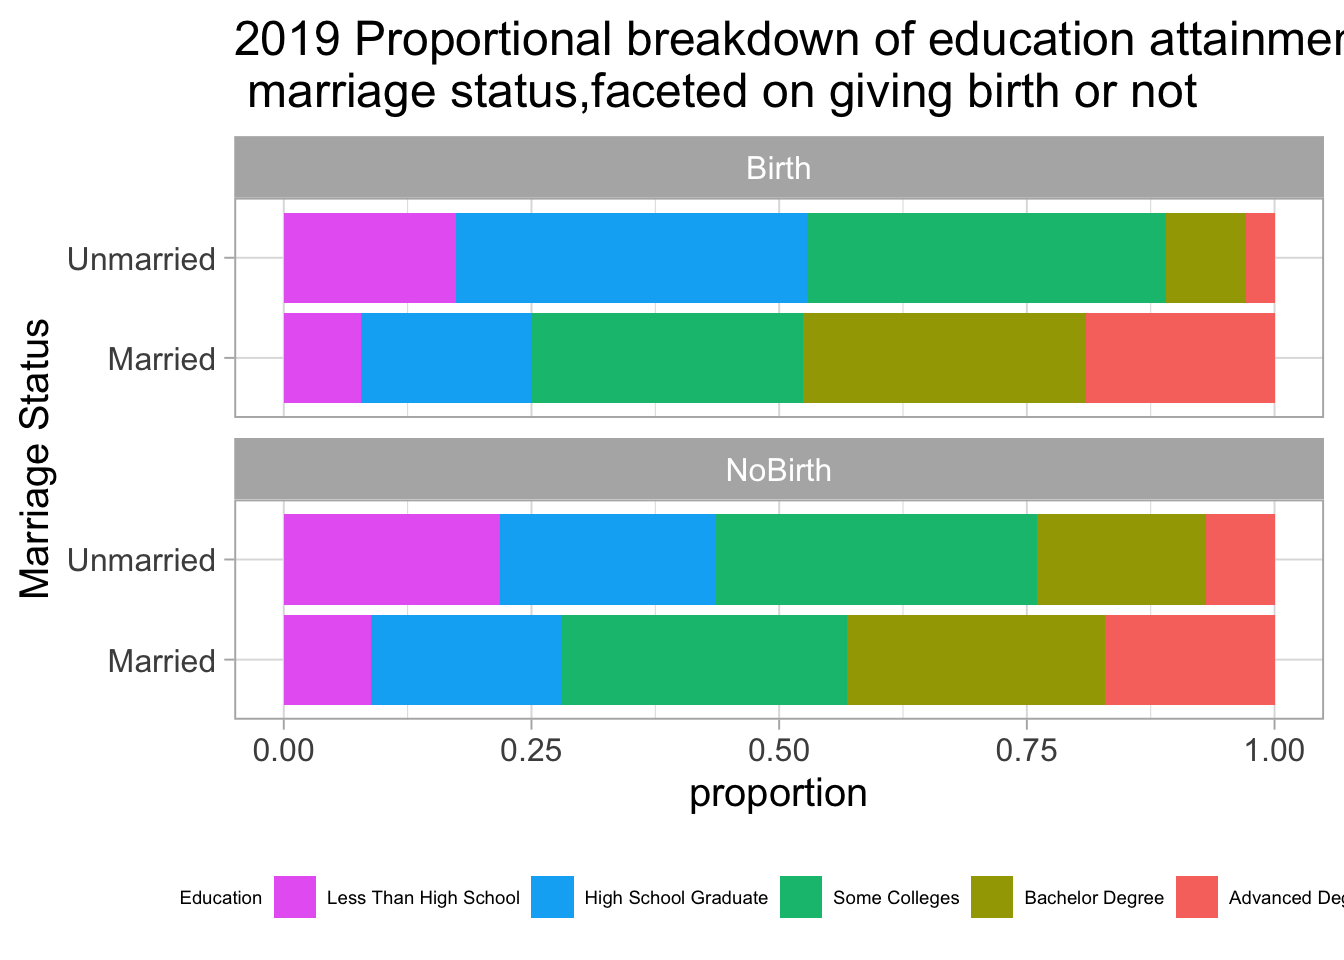 2019 Proportional breakdown of education
marriage status,faceted on giving birth or not
Birth
Unmarried
Married
Marriage Status
NoBirth
Unmarried
Married
0.00 0.25 0.50 0.75 1.00
proportion
Education Less Than High School High School Graduate Some Colleges Bachelor Degree Advanced